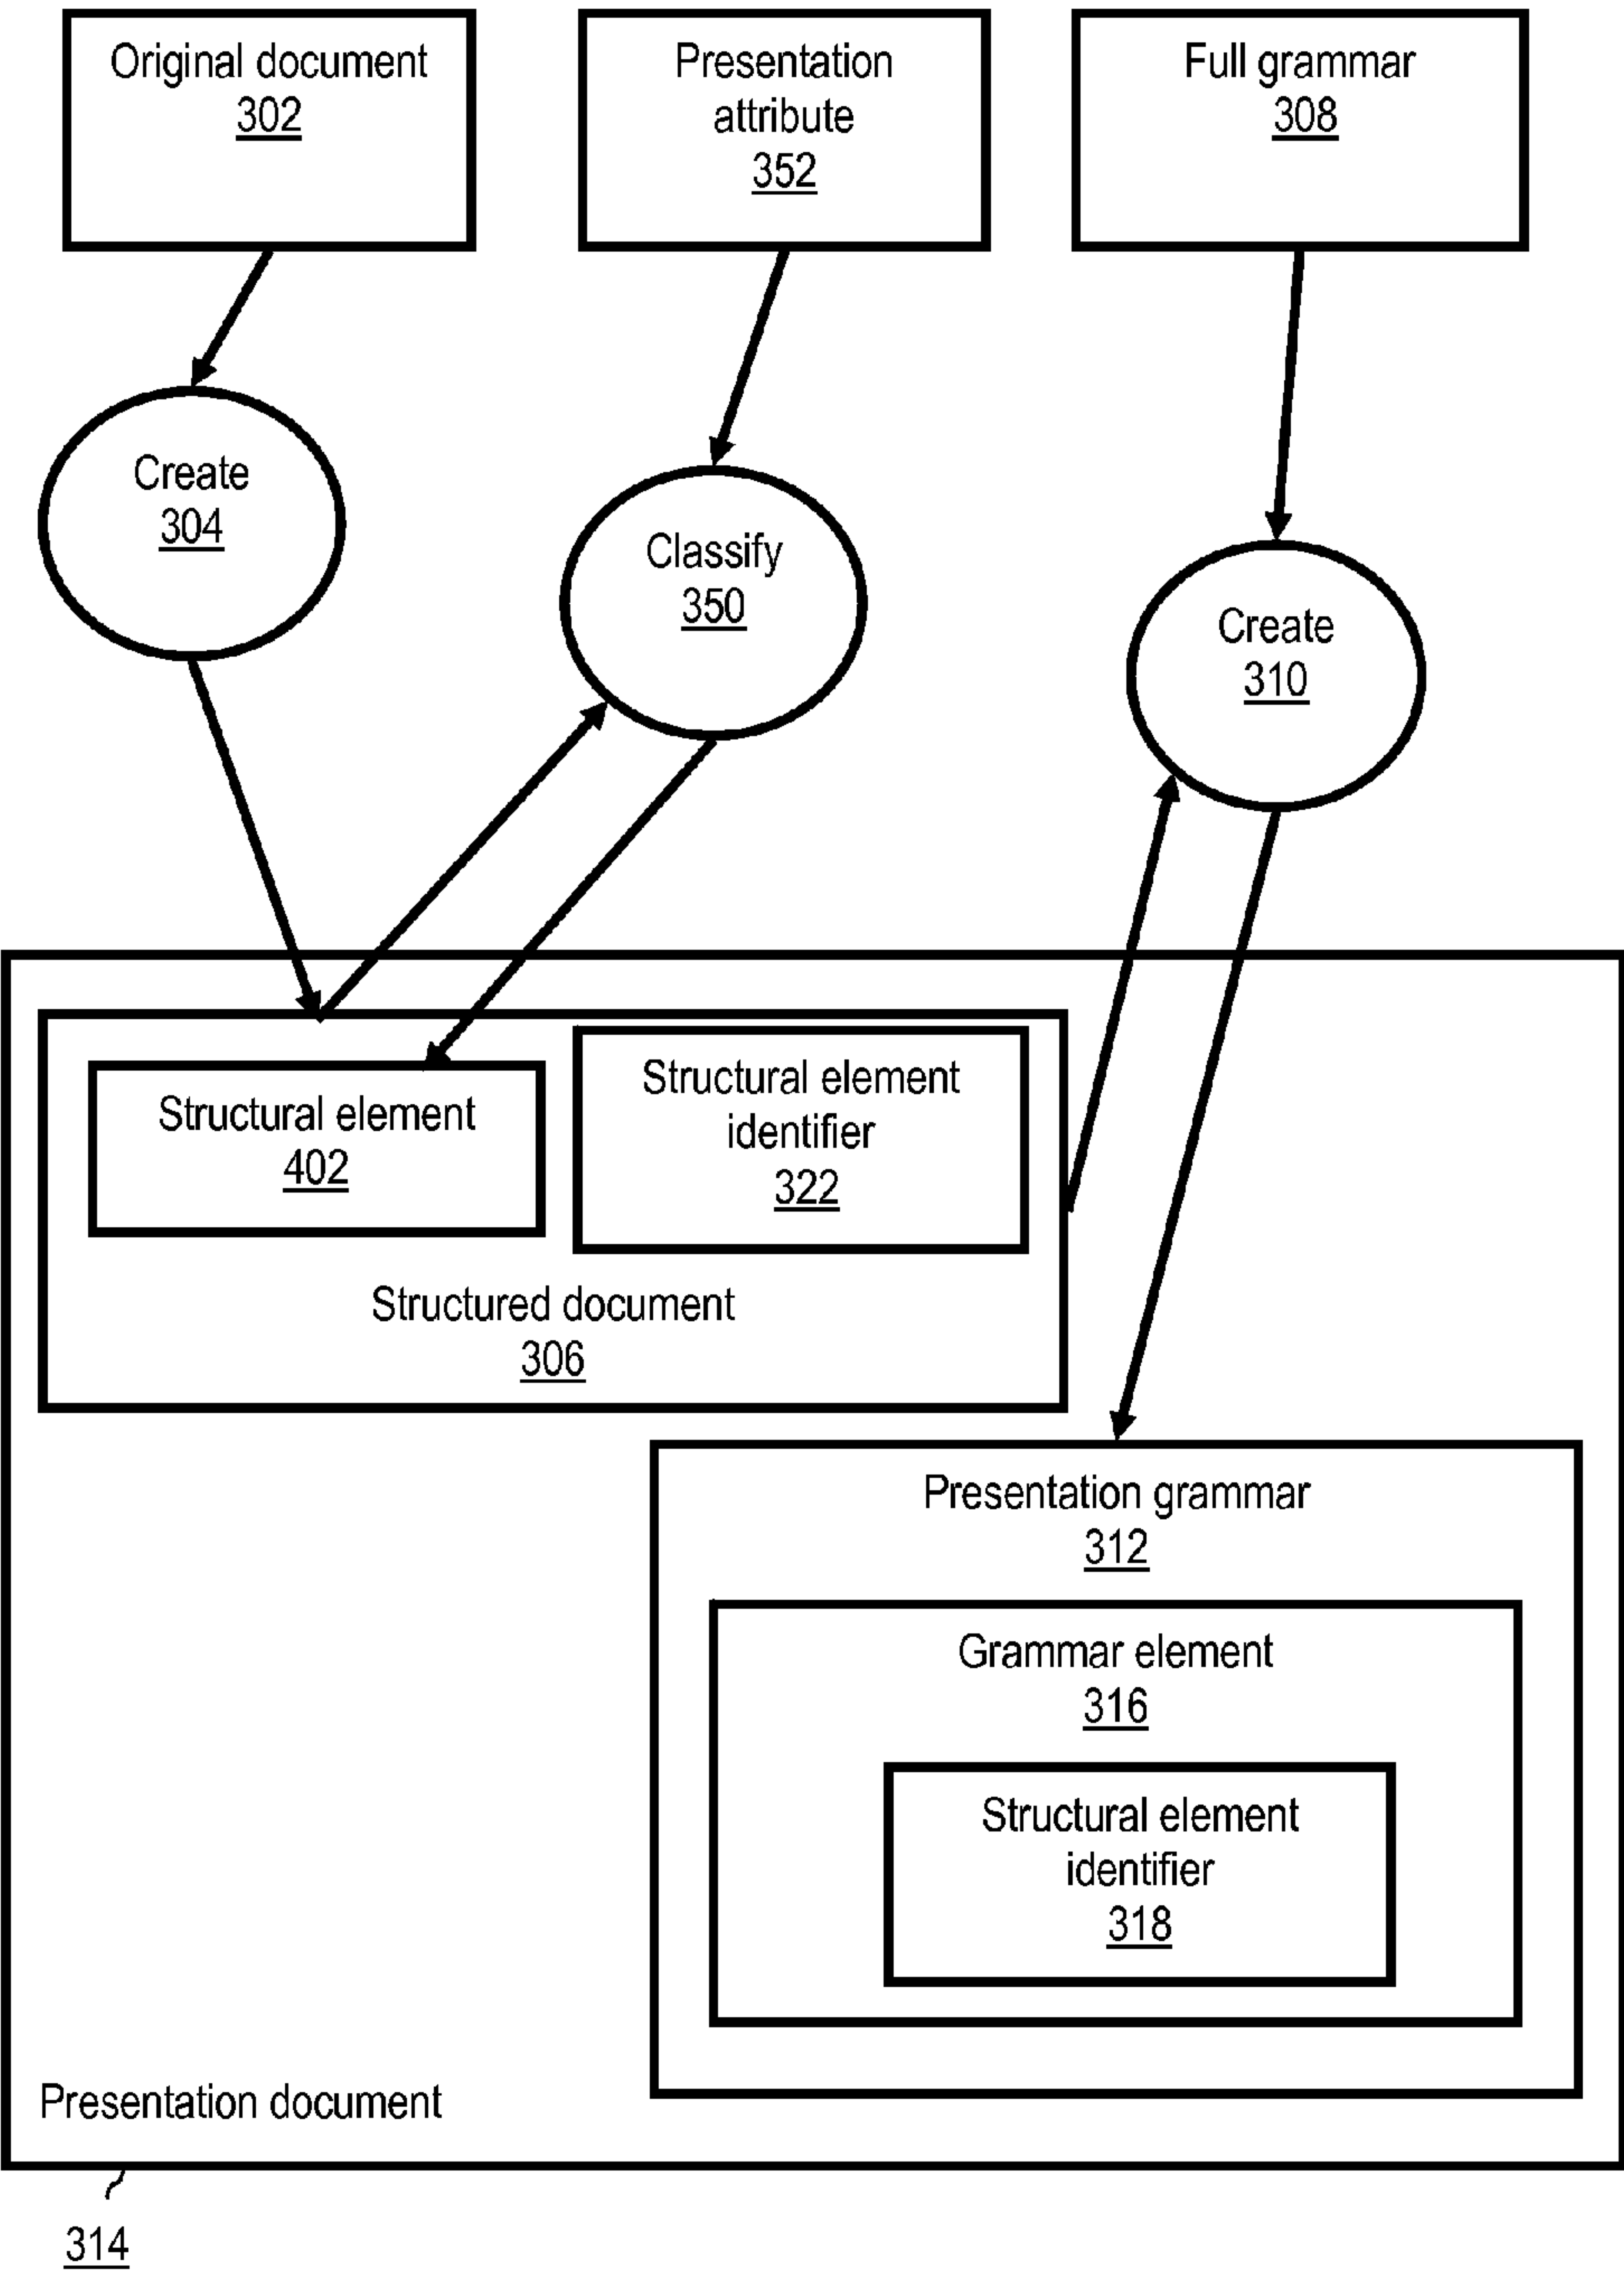 Original document
302
Presentation
attribute
352
Full grammar
308
Create
304
Classify
350
Create
310
Structural element
402
Structural element
identifier
322
Structured document
306
Presentation grammar
312
Grammar element
316
Structural element
identifier
318
Presentation document
314